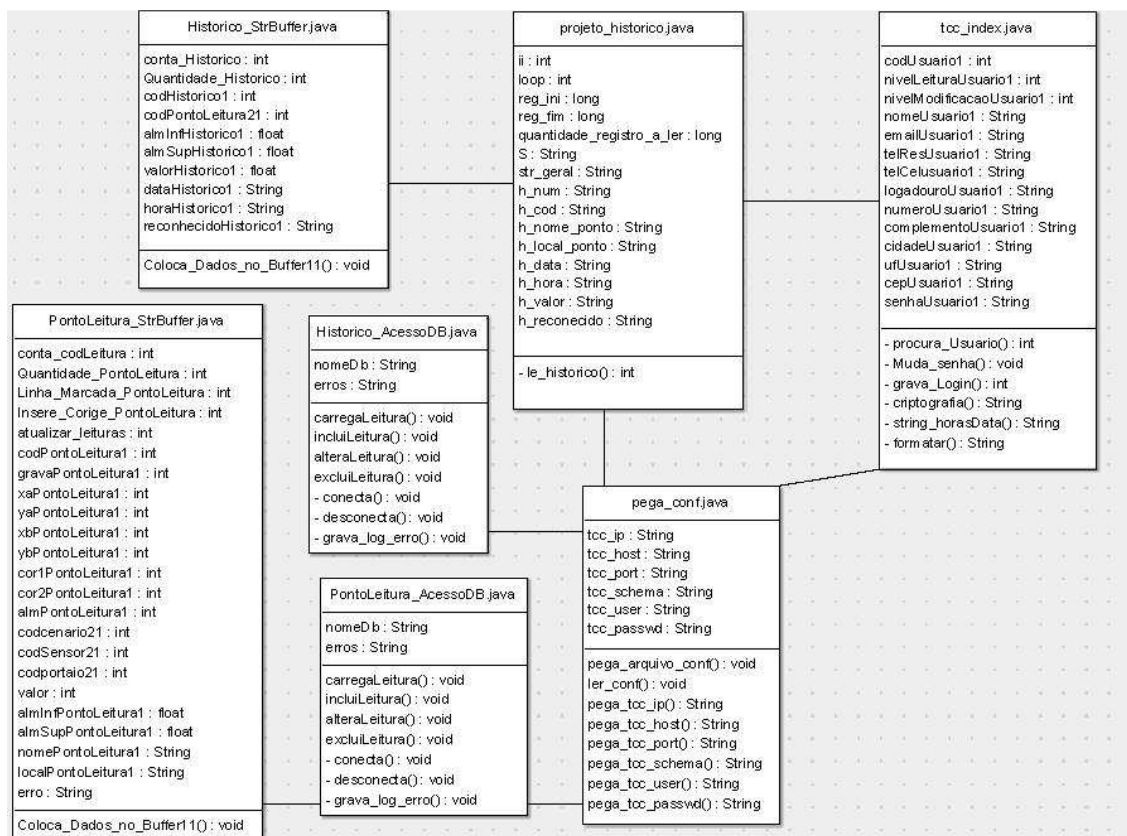 Historico_StrBuffer.java
conta_Historico : int
Quantidade_Historico : int
codHistorico1 : int
codPontoLeitura21 : int
almInfHistorico1 : float
almSupHistorico1 : float
valorHistorico1 : float
dataHistorico1 : String
horaHistorico1 : String
reconhecidoHistorico1 : String
Coloca_Dados_no_Buffer11() : void
projeto_historico.java
ii : int
loop : int
reg_ini : long
reg_fim : long
quantidade_registro_a_ler : long
S : String
str_geral : String
h_num : String
h_cod : String
h_nome_ponto : String
h_local_ponto : String
h_data : String
h_hora : String
h_valor : String
h_reconecido : String
- le_historico() : int
tcc_index.java
codUsuario1 : int
nivelLeituraUsuario1 : int
nivelModificacaoUsuario1 : int
nomeUsuario1 : String
emailUsuario1 : String
telResUsuario1 : String
telCelusuario1 : String
logadouroUsuario1 : String
numeroUsuario1 : String
complementoUsuario1 : String
cidadeUsuario1 : String
ufUsuario1 : String
cepUsuario1 : String
senhaUsuario1 : String
- procura_Usuario() : int
- Muda_senha() : void
- grava_Login() : int
- criptografia() : String
- string_horasData() : String
- formatar() : String
PontoLeitura_StrBuffer.java
conta_codLeitura : int
Quantidade_PontoLeitura : int
Linha_Marcada_PontoLeitura : int
Insere_Corige_PontoLeitura : int
atualizar_leituras : int
codPontoLeitura1 : int
gravaPontoLeitura1 : int
xaPontoLeitura1 : int
yaPontoLeitura1 : int
xbPontoLeitura1 : int
ybPontoLeitura1 : int
cor1PontoLeitura1 : int
cor2PontoLeitura1 : int
almPontoLeitura1 : int
codcenario21 : int
codSensor21 : int
codportaio21 : int
valor : int
almInfPontoLeitura1 : float
almSupPontoLeitura1 : float
nomePontoLeitura1 : String
localPontoLeitura1 : String
erro : String
Coloca_Dados_no_Buffer11() : void
Historico_AcessoDB.java
nomeDb : String
erros : String
carregaLeitura() : void
incluiLeitura() : void
alteraLeitura() : void
excluiLeitura() : void
- conecta() : void
- desconecta() : void
- grava_log_erro() : void
PontoLeitura_AcessoDB.java
nomeDb : String
erros : String
carregaLeitura() : void
incluiLeitura() : void
alteraLeitura() : void
excluiLeitura() : void
- conecta() : void
- desconecta() : void
- grava_log_erro() : void
pega_conf.java
tcc_ip : String
tcc_host : String
tcc_port : String
tcc_schema : String
tcc_user : String
tcc_passwd : String
pega_arquivo_conf() : void
ler_conf() : void
pega_tcc_ip() : String
pega_tcc_host() : String
pega_tcc_port() : String
pega_tcc_schema() : String
pega_tcc_user() : String
pega_tcc_passwd() : String